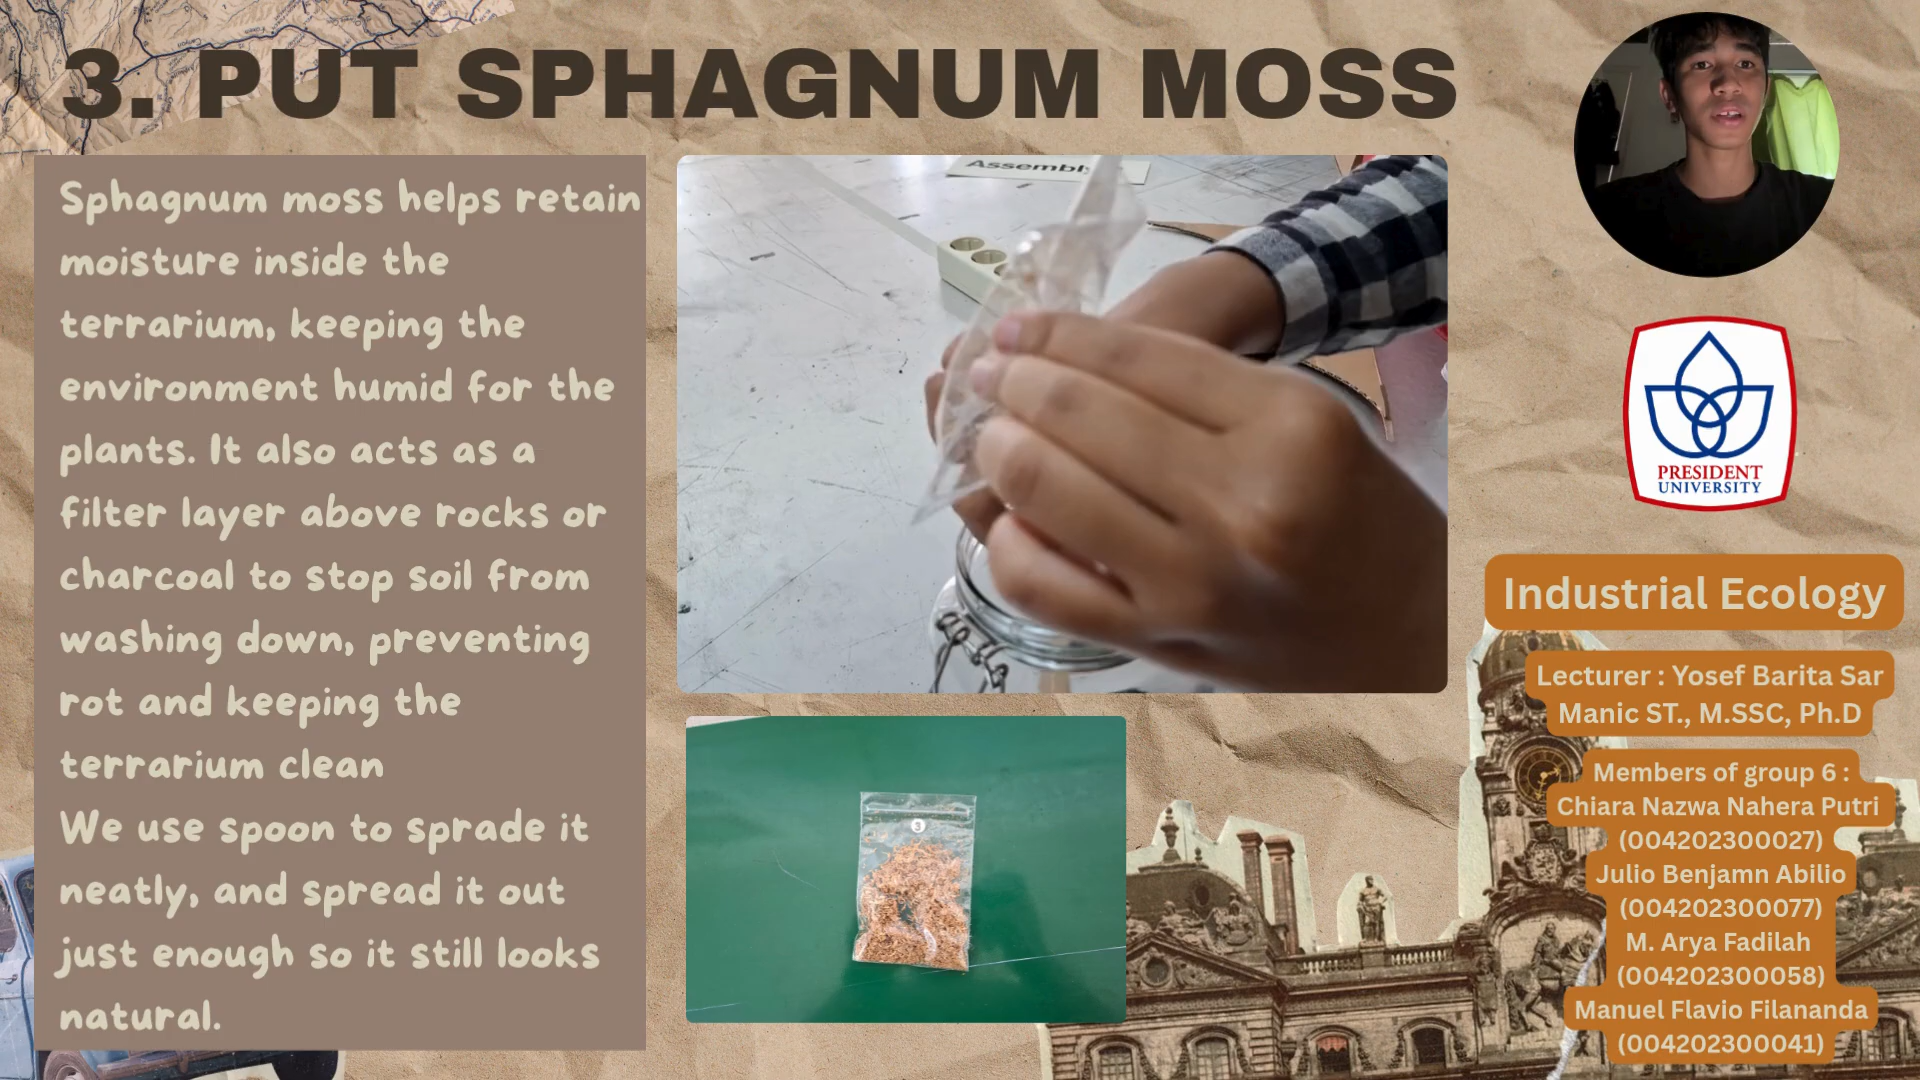 3. PUT SPHAGNUM MOSS
Sphagnum moss helps retain
moisture inside the
terrarium, keeping the
environment humid for the
plants. It also acts as a
filter layer above rocks or
charcoal to stop soil from
washing down, preventing
rot and keeping the
terrarium clean
We use spoon to sprade it
neatly, and spread it out
just enough so it still looks
natural.
Assembly
3
PRESIDENT
UNIVERSITY
Industrial Ecology
Lecturer : Yosef Barita Sar
Manic ST., M.SSC, Ph.D
Members of group 6 :
Chiara Nazwa Nahera Putri
(004202300027)
Julio Benjamn Abilio
(004202300077)
M. Arya Fadilah
(004202300058)
Manuel Flavio Filananda
(004202300041)